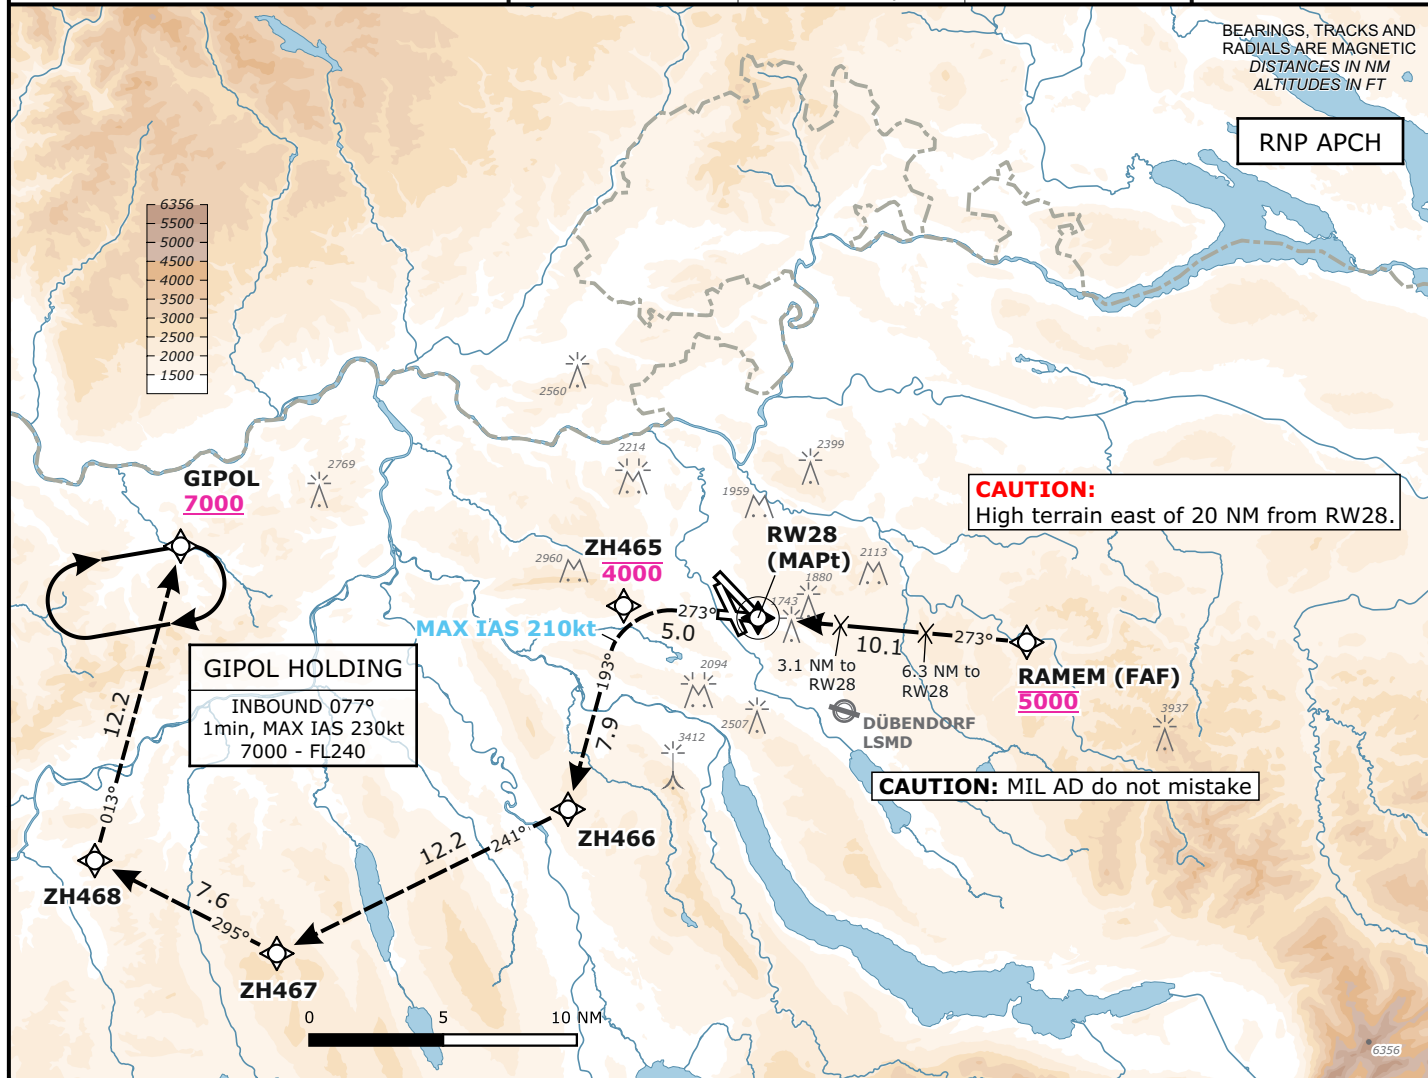 BEARINGS, TRACKS AND
RADIALS ARE MAGNETIC
DISTANCES IN NM
ALTITUDES IN FT
RNP APCH
6356
5500
5000
4500
4000
3500
3000
2500
2000
1500
2560
2769
2214
2399
1959
GIPOL
7000
CAUTION:
High terrain east of 20 NM from RW28.
RW28
(MAPt)
ZH465
4000
2960
2113
1880
1743
MAX IAS 210kt
273°
5.0
10.1
273°
3.1 NM to
RW28
6.3 NM to
RW28
RAMEM (FAF)
5000
GIPOL HOLDING
INBOUND 077°
1min, MAX IAS 230kt
7000 - FL240
193°
7.9
2094
2507
3412
3937
DÜBENDORF
LSMD
CAUTION: MIL AD do not mistake
12.2
013°
ZH466
12.2
241°
ZH468
7.6
295°
ZH467
0 5 10 NM
6356